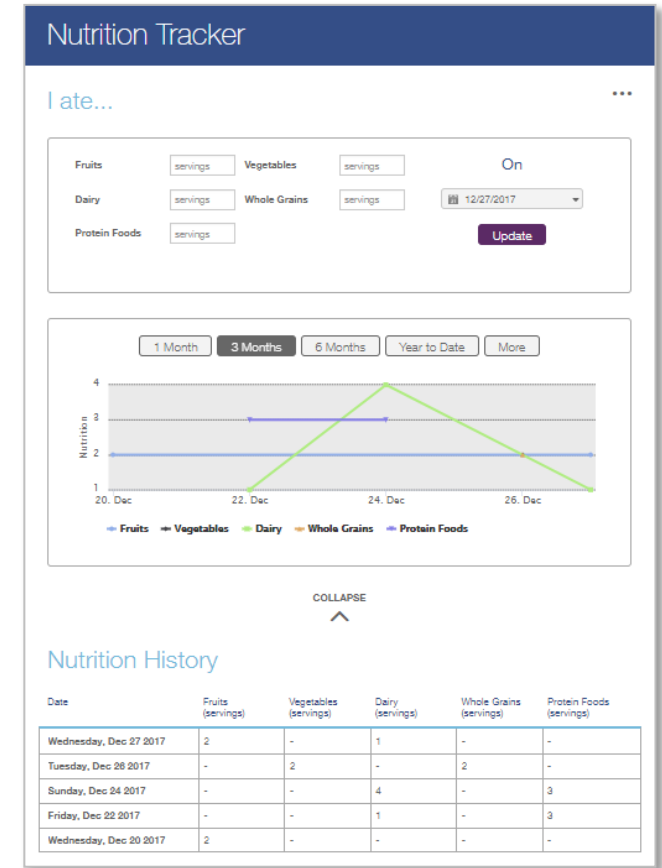 Nutrition Tracker
I ate...
Fruits servings Vegetables servings On
Dairy servings Whole Grains servings 12/27/2017
Protein Foods servings Update
1 Month 3 Months 6 Months Year to Date More
4
3
2
1
Nutrition
20. Dec 22. Dec 24. Dec 26. Dec
Fruits Vegetables Dairy Whole Grains Protein Foods
COLLAPSE
Nutrition History
Date Fruits (servings) Vegetables (servings) Dairy (servings) Whole Grains (servings) Protein Foods (servings)
Wednesday, Dec 27 2017 2 - 1 - -
Tuesday, Dec 26 2017 - 2 - 2 -
Sunday, Dec 24 2017 - - 4 - 3
Friday, Dec 22 2017 - - 1 - 3
Wednesday, Dec 20 2017 2 - - - -